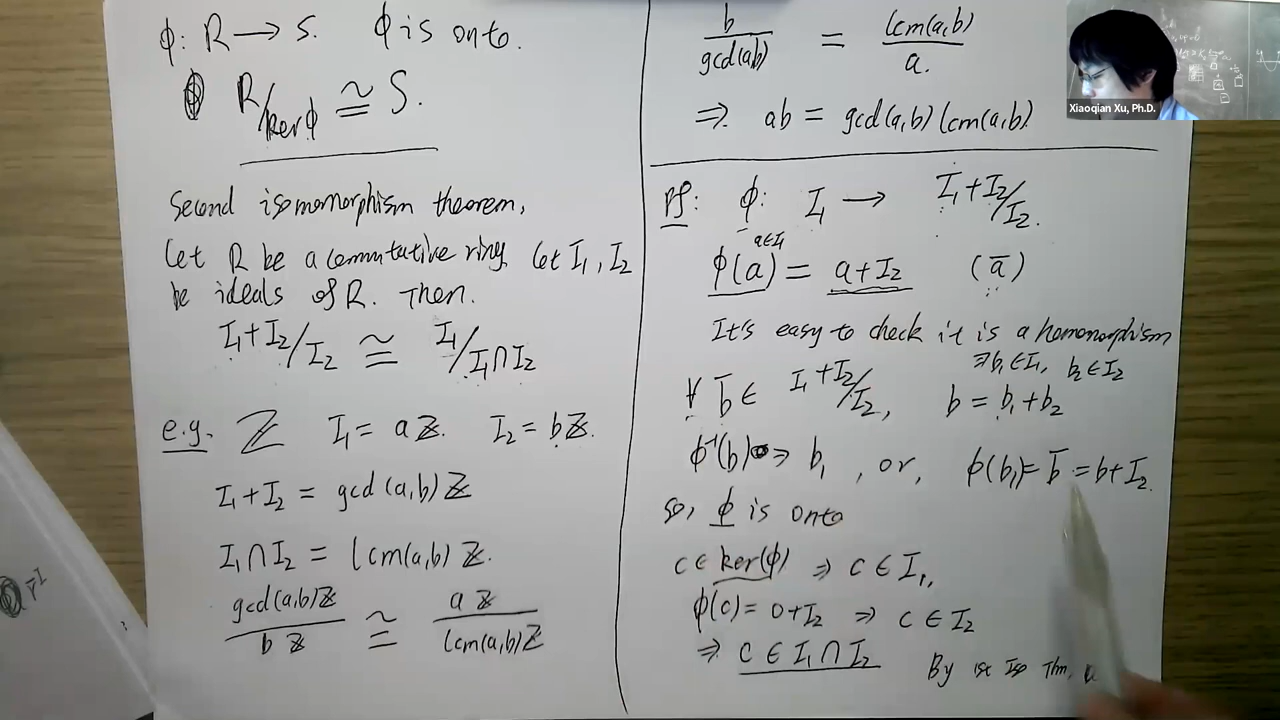 ϕ: R → S. ϕ is onto.
R/kerϕ ≅ S.
Second isomomorphism theorem,
Let R be a commutative ring. Let I₁, I₂
be ideals of R. Then.
I₁+I₂/I₂ ≅ I₁/I₁∩I₂
e.g. ℤ I₁ = aℤ. I₂ = bℤ.
I₁+I₂ = gcd(a,b)ℤ
I₁∩I₂ = lcm(a,b)ℤ.
gcd(a,b)ℤ/bℤ ≅ aℤ/lcm(a,b)ℤ
r⁻¹
b/gcd(ab) = lcm(a,b)/a.
⇒ ab = gcd(a,b) lcm(a,b)
Pf: ϕ: I₁ → I₁+I₂/I₂.
a∈I₁
ϕ(a) = a+I₂ (ā)
It's easy to check it is a homomorphism
∃b₁∈I₁, b₂∈I₂
∀ b̄ ∈ I₁+I₂/I₂, b = b₁+b₂
ϕ⁻¹(b) ⇒ b₁, or, ϕ(b₁) = b̄ = b+I₂.
so, ϕ is onto
c∈ker(ϕ) ⇒ c∈I₁,
ϕ(c) = 0+I₂ ⇒ c∈I₂
⇒ c∈I₁∩I₂ By 1st Iso Thm,
Xiaoqian Xu, Ph.D.